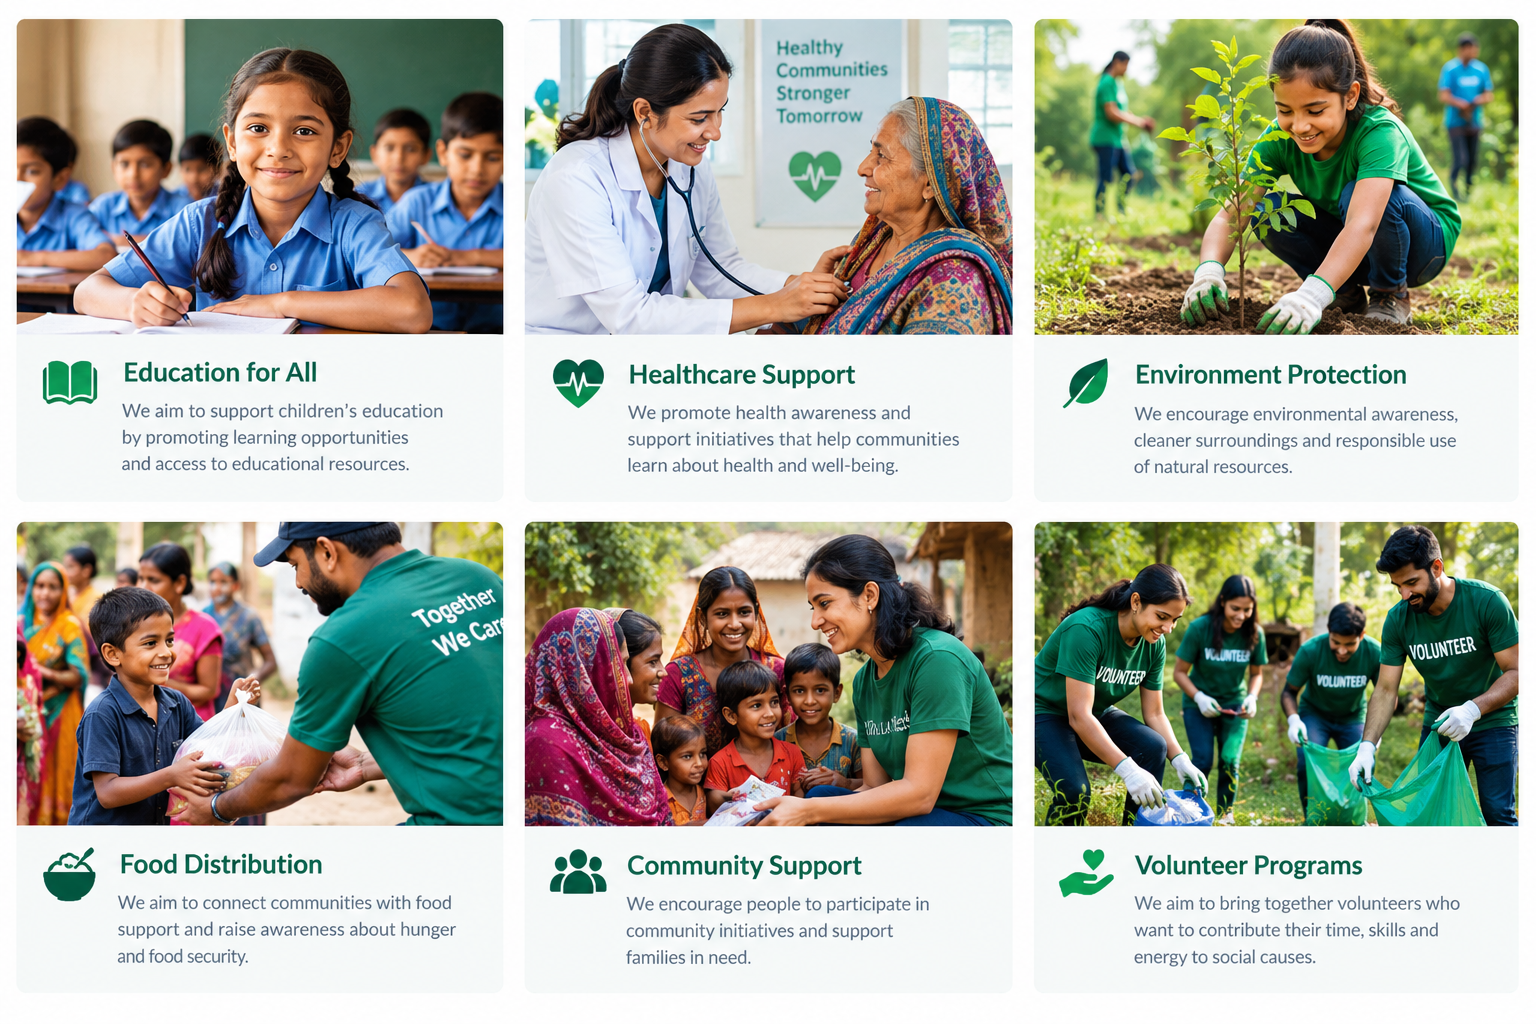 Healthy
Communities
Stronger
Tomorrow
Education for All
We aim to support children's education
by promoting learning opportunities
and access to educational resources.
Healthcare Support
We promote health awareness and
support initiatives that help communities
learn about health and well-being.
Environment Protection
We encourage environmental awareness,
cleaner surroundings and responsible use
of natural resources.
Together
We Care
VOLUNTEER
VOLUNTEER
VOLUNTEER
VOLUNTEER
Food Distribution
We aim to connect communities with food
support and raise awareness about hunger
and food security.
Community Support
We encourage people to participate in
community initiatives and support
families in need.
Volunteer Programs
We aim to bring together volunteers who
want to contribute their time, skills and
energy to social causes.